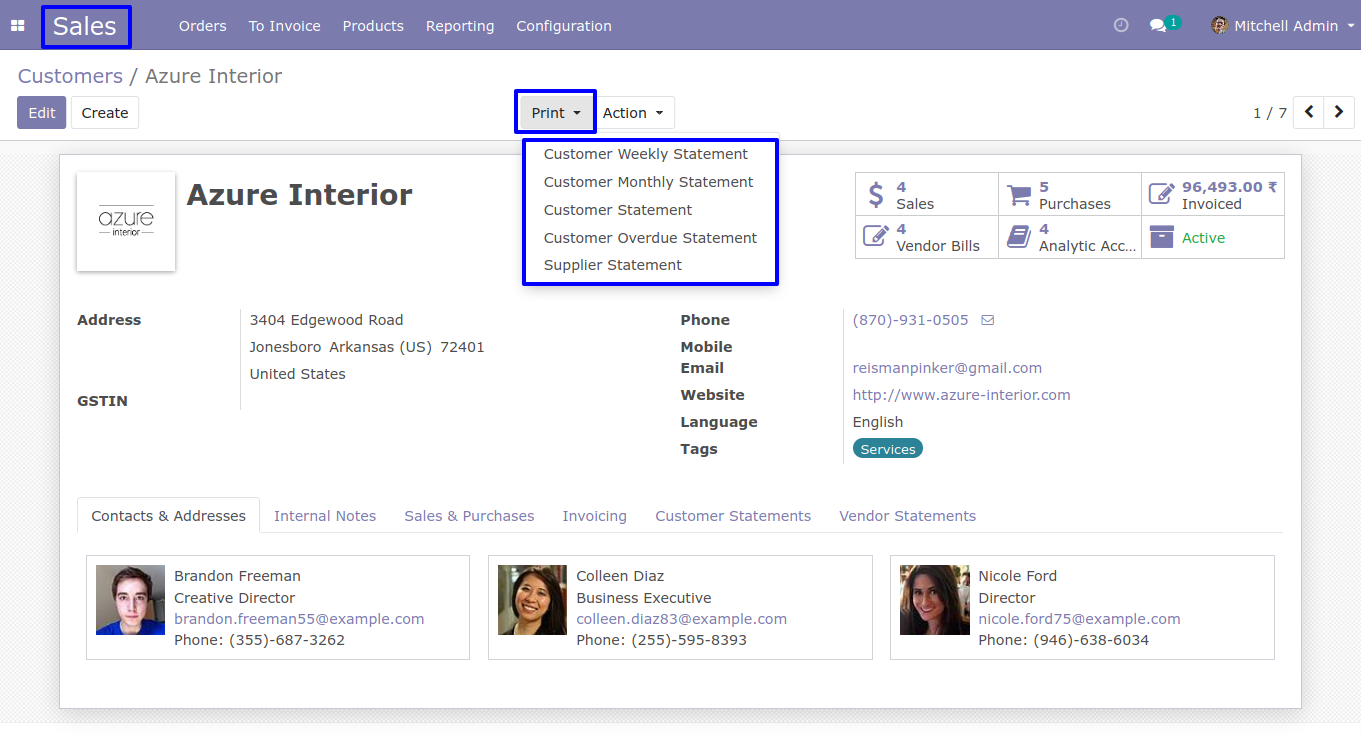 Sales Orders To Invoice Products Reporting Configuration 1 Mitchell Admin
Customers / Azure Interior
Edit Create Print Action 1 / 7
Customer Weekly Statement
Customer Monthly Statement
Customer Statement
Customer Overdue Statement
Supplier Statement
azure
interior
Azure Interior
4
Sales
5
Purchases
96,493.00 ₹
Invoiced
4
Vendor Bills
4
Analytic Acc...
Active
Address
3404 Edgewood Road
Jonesboro Arkansas (US) 72401
United States
GSTIN
Phone (870)-931-0505
Mobile
Email reismanpinker@gmail.com
Website http://www.azure-interior.com
Language English
Tags Services
Contacts & Addresses Internal Notes Sales & Purchases Invoicing Customer Statements Vendor Statements
Brandon Freeman
Creative Director
brandon.freeman55@example.com
Phone: (355)-687-3262
Colleen Diaz
Business Executive
colleen.diaz83@example.com
Phone: (255)-595-8393
Nicole Ford
Director
nicole.ford75@example.com
Phone: (946)-638-6034